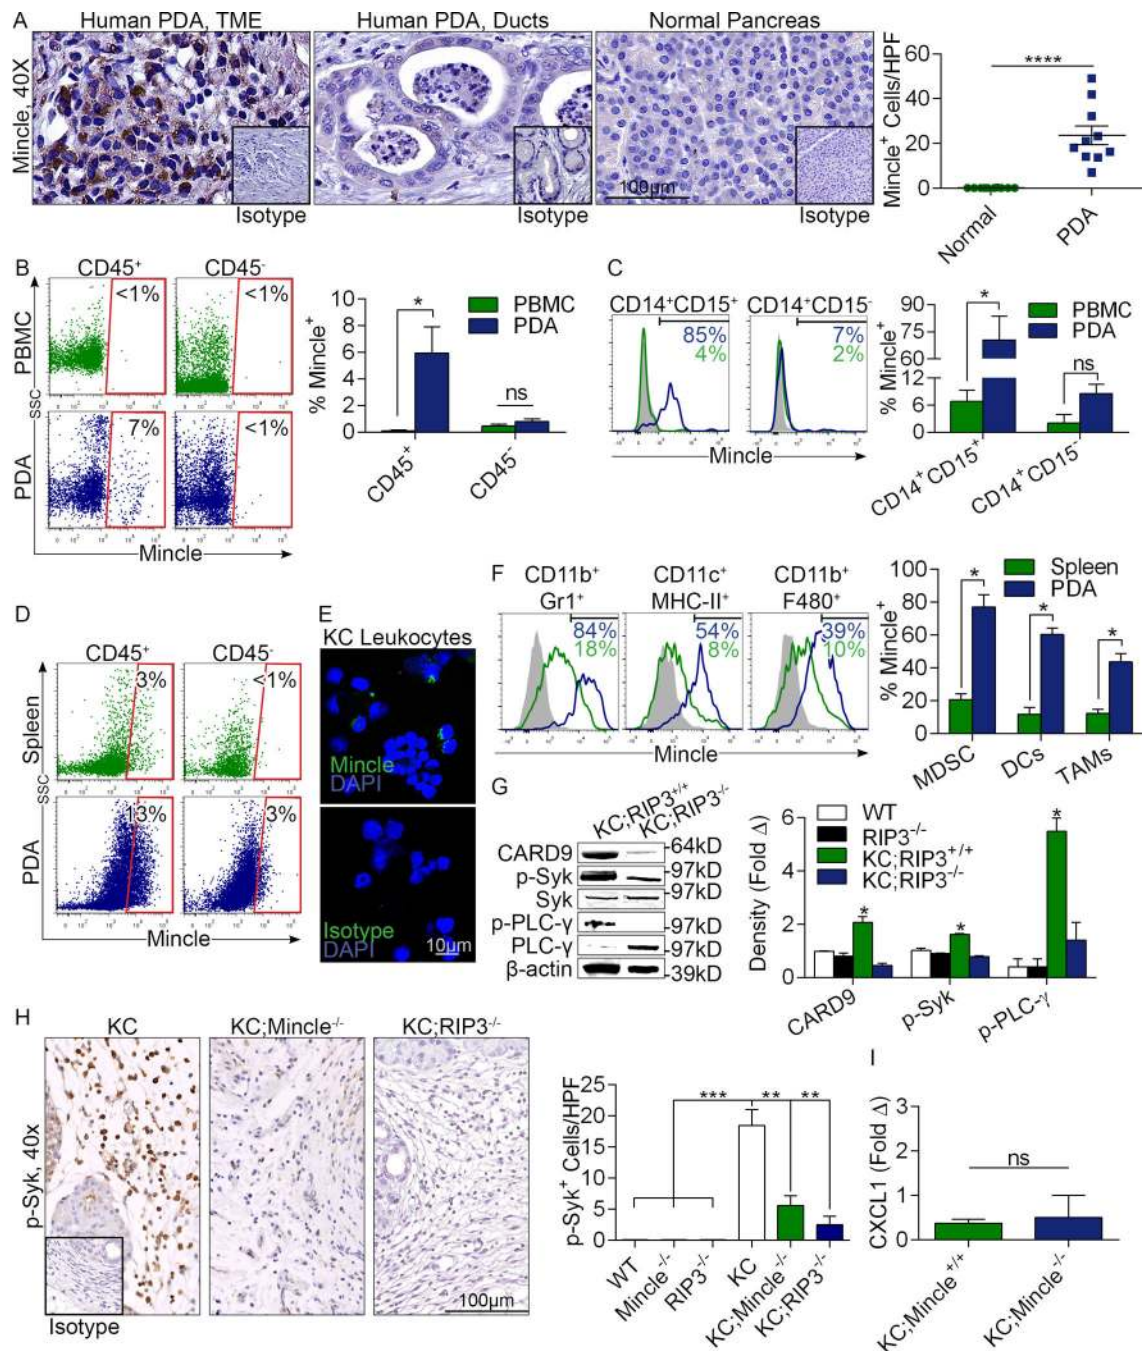 A
Human PDA, TME
Human PDA, Ducts
Normal Pancreas
Mincle, 40X
Isotype
Isotype
100μm
Isotype
Mincle⁺ Cells/HPF
60
40
20
0
****
Normal
PDA
B
CD45⁺
CD45⁻
PBMC
<1%
<1%
SSC
PDA
7%
<1%
Mincle
% Mincle⁺
10
8
6
4
2
0
*
ns
PBMC
PDA
CD45⁺
CD45⁻
C
CD14⁺CD15⁺
CD14⁺CD15⁻
85%
4%
7%
2%
Mincle
% Mincle⁺
90
75
60
12
6
0
*
ns
PBMC
PDA
CD14⁺CD15⁺
CD14⁺CD15⁻
D
CD45⁺
CD45⁻
Spleen
3%
<1%
SSC
PDA
13%
3%
Mincle
E
KC Leukocytes
Mincle
DAPI
Isotype
DAPI
10μm
F
CD11b⁺
Gr1⁺
CD11c⁺
MHC-II⁺
CD11b⁺
F480⁺
84%
18%
54%
8%
39%
10%
Mincle
% Mincle⁺
100
80
60
40
20
0
*
*
*
Spleen
PDA
MDSC
DCs
TAMs
G
KC;RIP3⁺/⁺
KC;RIP3⁻/⁻
CARD9
-64kD
p-Syk
-97kD
Syk
-97kD
p-PLC-γ
-97kD
PLC-γ
-97kD
β-actin
-39kD
Density (Fold Δ)
6
4
2
0
WT
RIP3⁻/⁻
KC;RIP3⁺/⁺
KC;RIP3⁻/⁻
*
*
*
CARD9
p-Syk
p-PLC-γ
H
KC
KC;Mincle⁻/⁻
KC;RIP3⁻/⁻
p-Syk, 40x
Isotype
100μm
p-Syk⁺ Cells/HPF
25
20
15
10
5
0
***
**
**
WT
Mincle⁻/⁻
RIP3⁻/⁻
KC
KC;Mincle⁻/⁻
KC;RIP3⁻/⁻
I
CXCL1 (Fold Δ)
3
2
1
0
ns
KC;Mincle⁺/⁺
KC;Mincle⁻/⁻